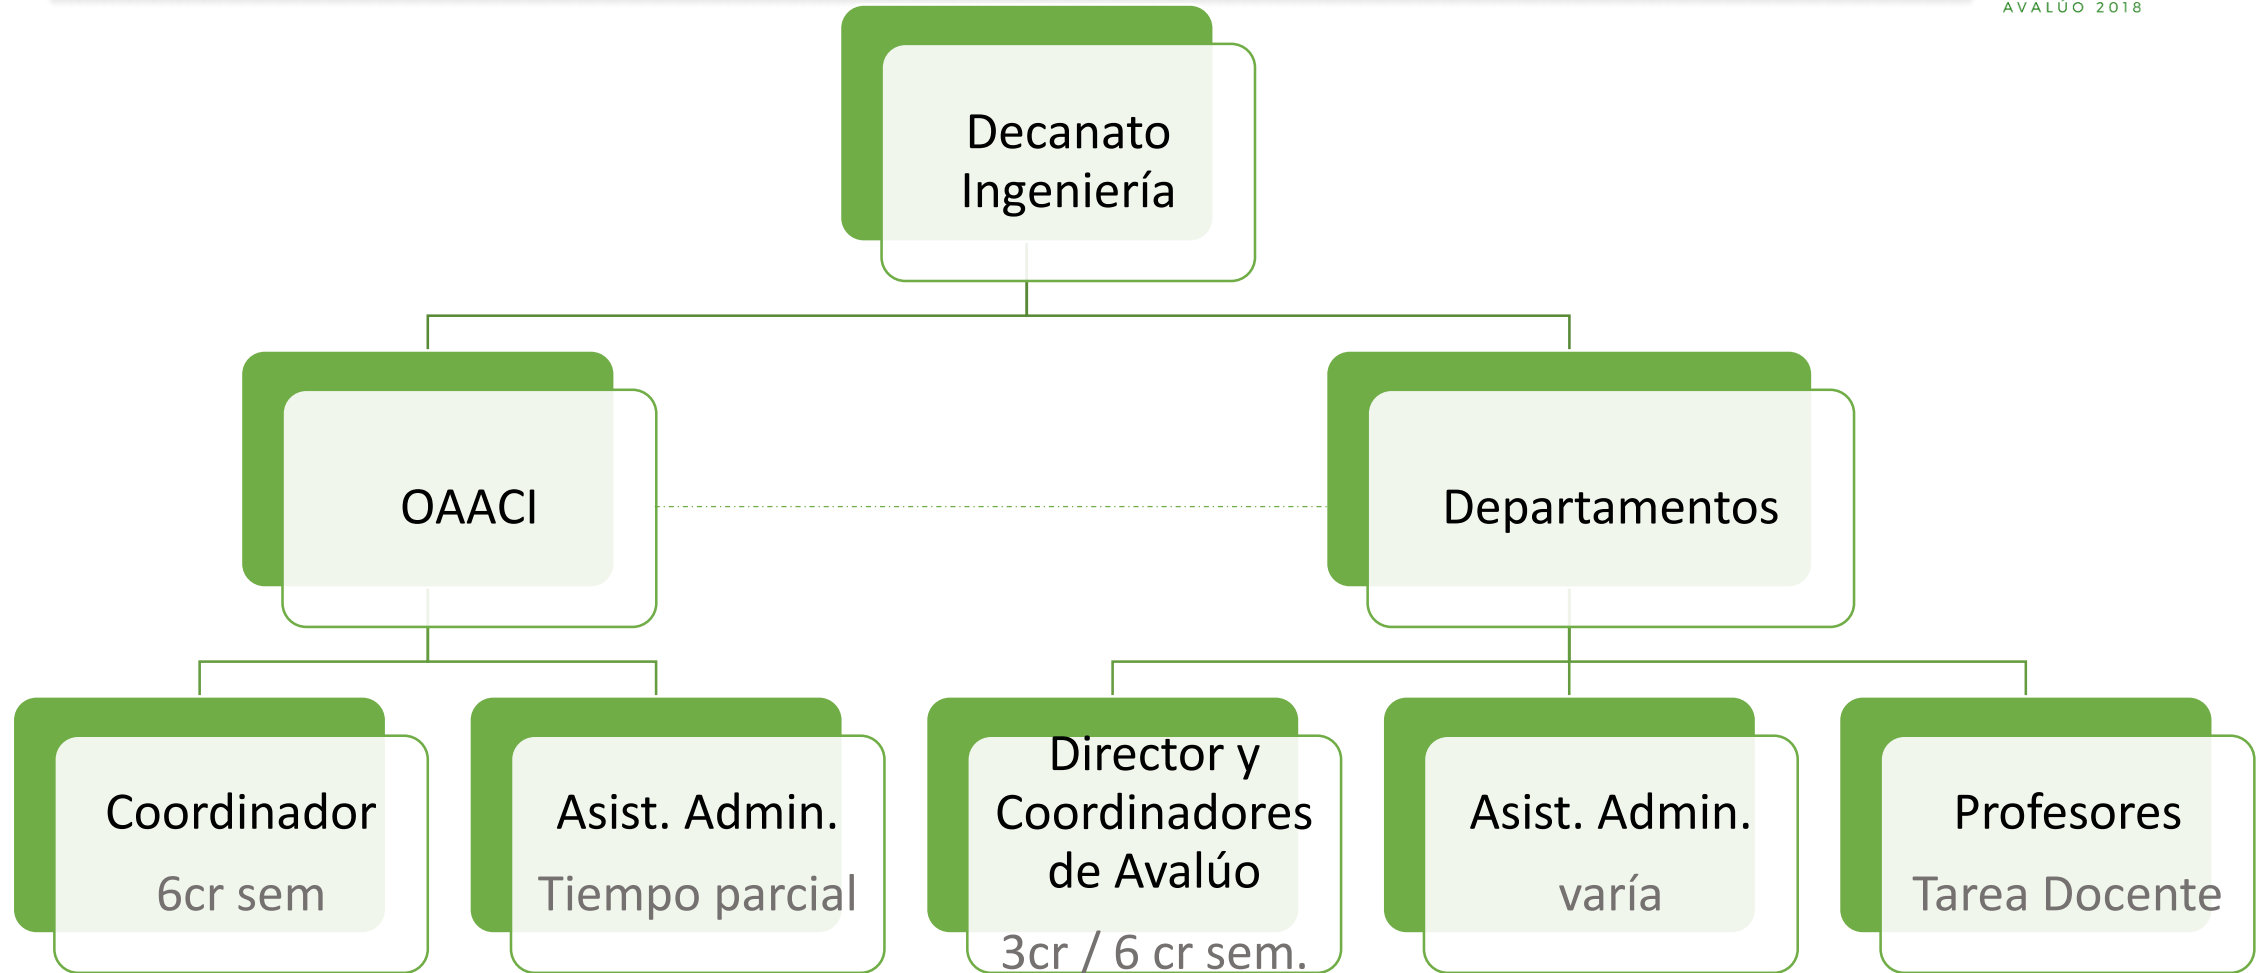 AVALÚO 2018
Decanato
Ingeniería
OAACI
Departamentos
Coordinador
6cr sem
Asist. Admin.
Tiempo parcial
Director y
Coordinadores
de Avalúo
3cr / 6 cr sem.
Asist. Admin.
varía
Profesores
Tarea Docente